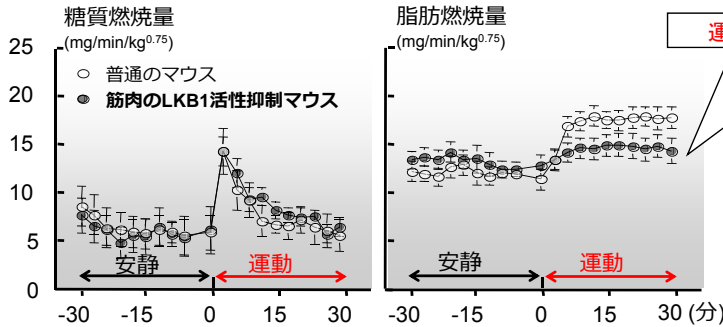 糖質燃焼量
(mg/min/kg0.75)
25
20
15
10
5
0
普通のマウス
筋肉のLKB1活性抑制マウス
安静
運動
-30
-15
0
15
30
脂肪燃焼量
(mg/min/kg0.75)
運
安静
運動
-30
-15
0
15
30 (分)